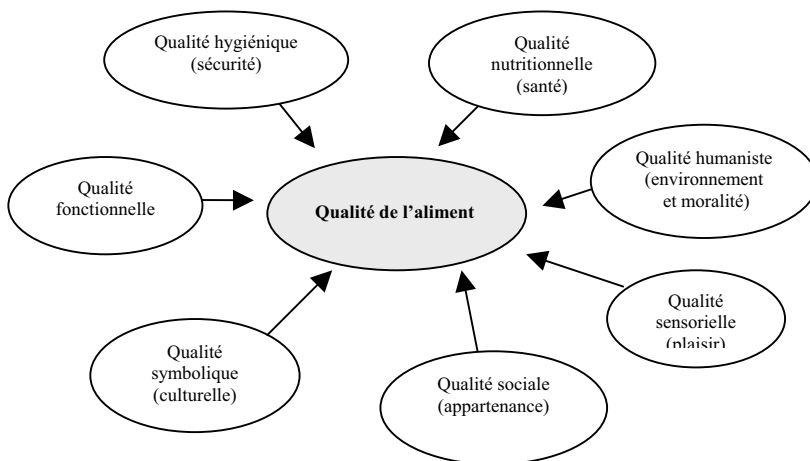 Qualité hygiénique
(sécurité)
Qualité
nutritionnelle
(santé)
Qualité humaniste
(environnement
et moralité)
Qualité
fonctionnelle
Qualité de l’aliment
Qualité
sensorielle
(plaisir)
Qualité
symbolique
(culturelle)
Qualité sociale
(appartenance)